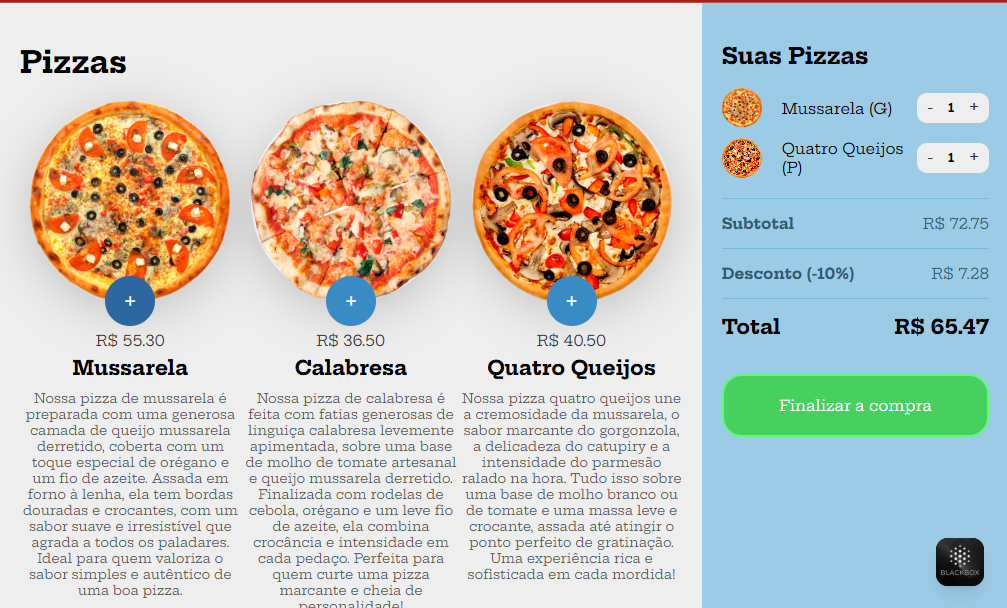 Pizzas
+
R$ 55.30
Mussarela
Nossa pizza de mussarela é
preparada com uma generosa
camada de queijo mussarela
derretido, coberta com um
toque especial de orégano e
um fio de azeite. Assada em
forno à lenha, ela tem bordas
douradas e crocantes, com um
sabor suave e irresistível que
agrada a todos os paladares.
Ideal para quem valoriza o
sabor simples e autêntico de
uma boa pizza.
+
R$ 36.50
Calabresa
Nossa pizza de calabresa é
feita com fatias generosas de
linguiça calabresa levemente
apimentada, sobre uma base
de molho de tomate artesanal
e queijo mussarela derretido.
Finalizada com rodelas de
cebola, orégano e um leve fio
de azeite, ela combina
crocância e intensidade em
cada pedaço. Perfeita para
quem curte uma pizza
marcante e cheia de
personalidade!
+
R$ 40.50
Quatro Queijos
Nossa pizza quatro queijos une
a cremosidade da mussarela, o
sabor marcante do gorgonzola,
a delicadeza do catupiry e a
intensidade do parmesão
ralado na hora. Tudo isso sobre
uma base de molho branco ou
de tomate e uma massa leve e
crocante, assada até atingir o
ponto perfeito de gratinação.
Uma experiência rica e
sofisticada em cada mordida!
Suas Pizzas
Mussarela (G) - 1 +
Quatro Queijos
(P) - 1 +
Subtotal R$ 72.75
Desconto (-10%) R$ 7.28
Total R$ 65.47
Finalizar a compra
BLACKBOX